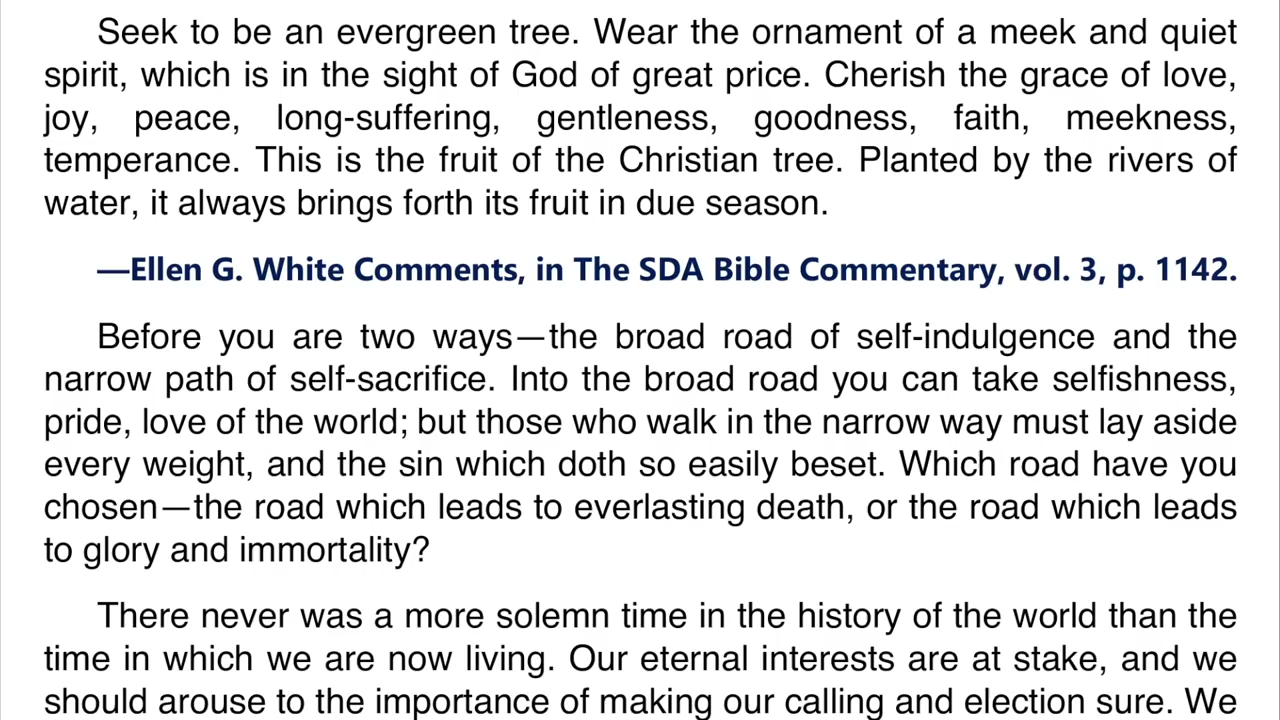 Seek to be an evergreen tree. Wear the ornament of a meek and quiet
spirit, which is in the sight of God of great price. Cherish the grace of love,
joy, peace, long-suffering, gentleness, goodness, faith, meekness,
temperance. This is the fruit of the Christian tree. Planted by the rivers of
water, it always brings forth its fruit in due season.
—Ellen G. White Comments, in The SDA Bible Commentary, vol. 3, p. 1142.
Before you are two ways—the broad road of self-indulgence and the
narrow path of self-sacrifice. Into the broad road you can take selfishness,
pride, love of the world; but those who walk in the narrow way must lay aside
every weight, and the sin which doth so easily beset. Which road have you
chosen—the road which leads to everlasting death, or the road which leads
to glory and immortality?
There never was a more solemn time in the history of the world than the
time in which we are now living. Our eternal interests are at stake, and we
should arouse to the importance of making our calling and election sure. We